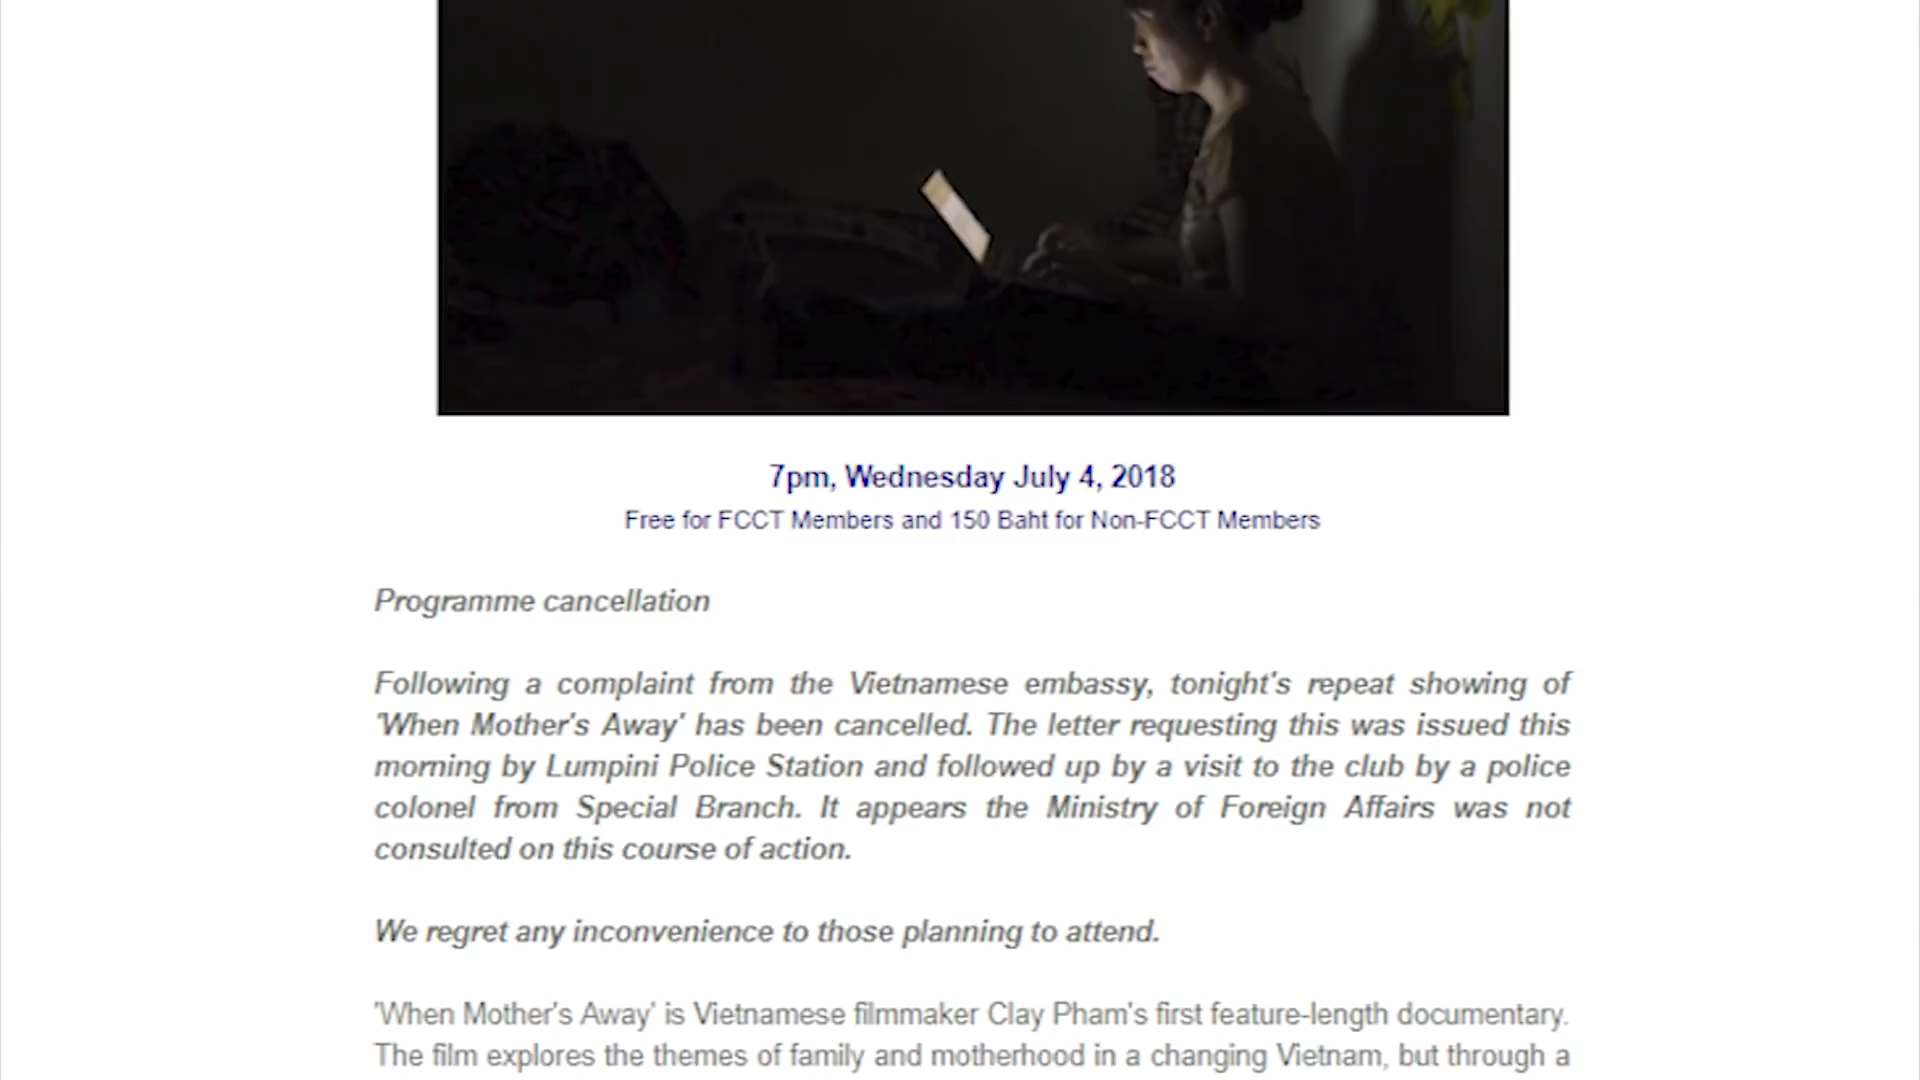 7pm, Wednesday July 4, 2018
Free for FCCT Members and 150 Baht for Non-FCCT Members
Programme cancellation
Following a complaint from the Vietnamese embassy, tonight's repeat showing of
'When Mother's Away' has been cancelled. The letter requesting this was issued this
morning by Lumpini Police Station and followed up by a visit to the club by a police
colonel from Special Branch. It appears the Ministry of Foreign Affairs was not
consulted on this course of action.
We regret any inconvenience to those planning to attend.
'When Mother's Away' is Vietnamese filmmaker Clay Pham's first feature-length documentary.
The film explores the themes of family and motherhood in a changing Vietnam, but through a